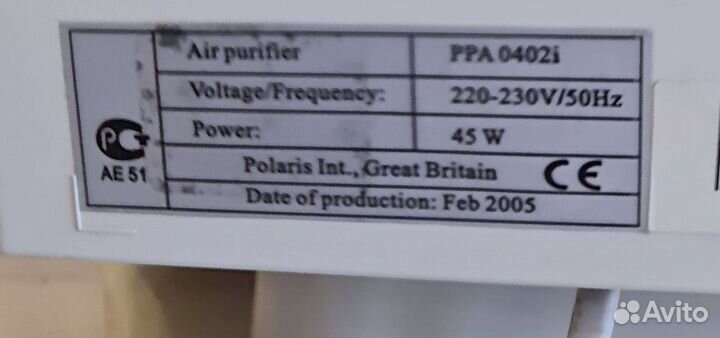 Air purifier PPA 0402i
Voltage/Frequency: 220-230V/50Hz
Power: 45 W
Polaris Int., Great Britain CE
Date of production: Feb 2005
РСТ
AE 51
Avito